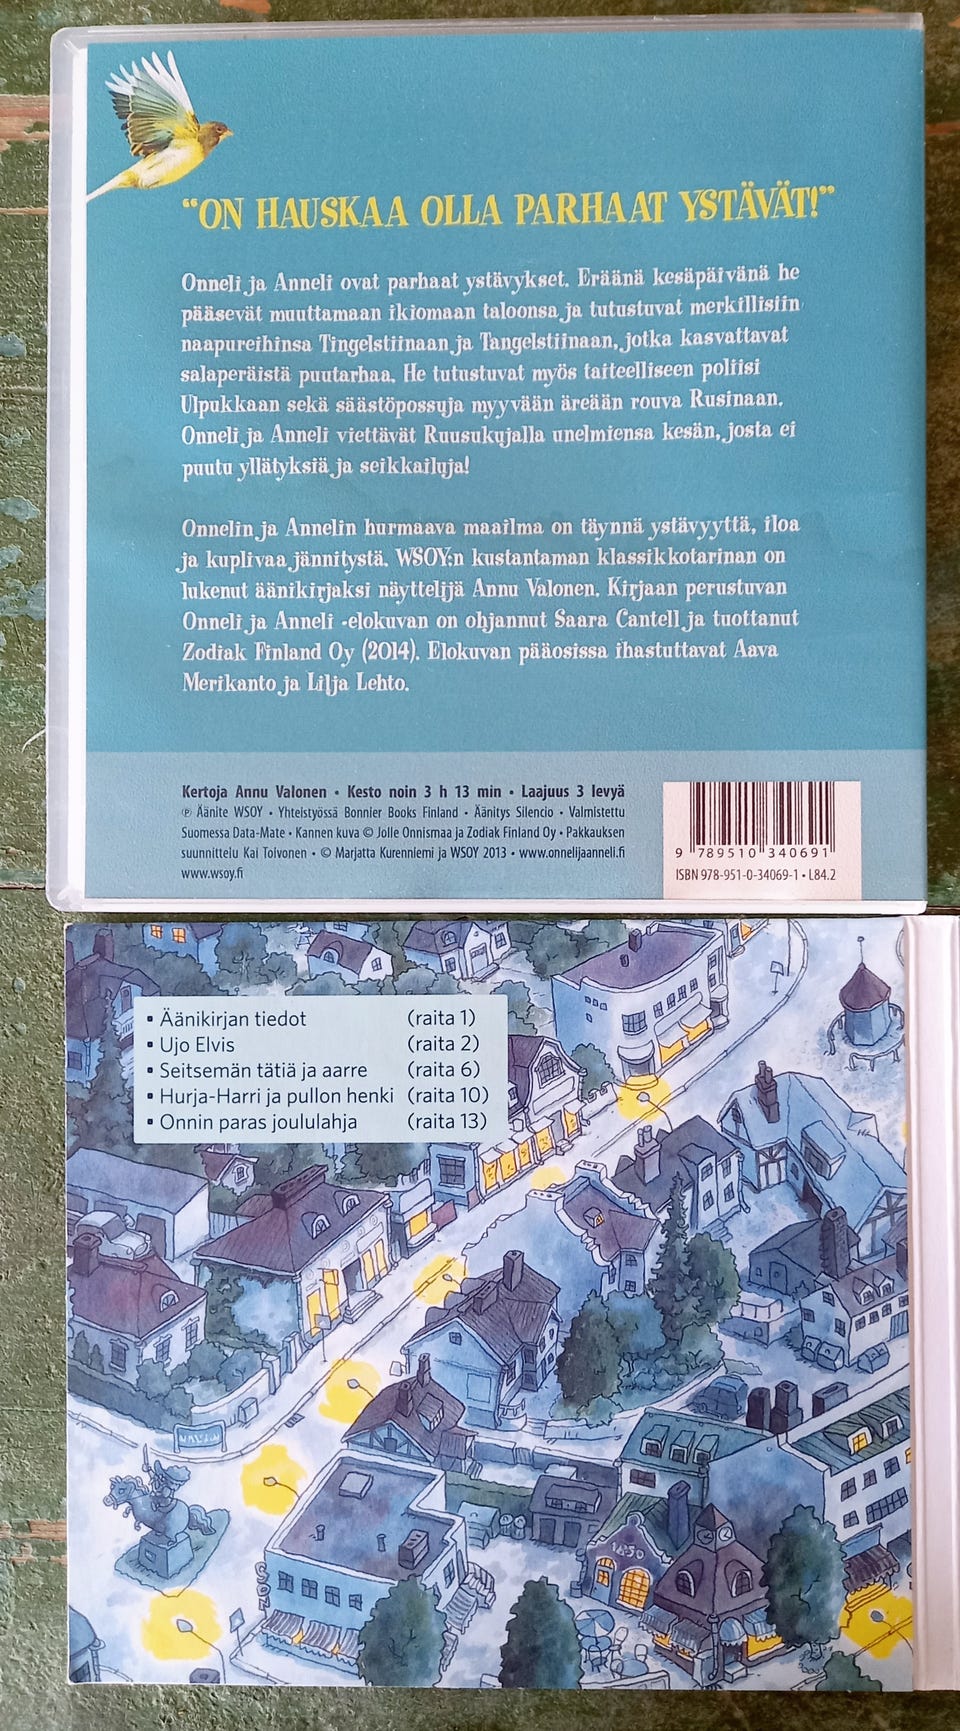 “ON HAUSKAA OLLA PARHAAT YSTÄVÄT!”
Onneli ja Anneli ovat parhaat ystävykset. Eräänä kesäpäivänä he
pääsevät muuttamaan ikiomaan taloonsa ja tutustuvat merkillisiin
naapureihinsa Tingelstiinaan ja Tangelstiinaan, jotka kasvattavat
salaperäistä puutarhaa. He tutustuvat myös taiteelliseen poliisi
Ulpukkaan sekä säästöpossuja myyvään äreään rouva Rusinaan.
Onneli ja Anneli viettävät Ruusukujalla unelmiensa kesän, josta ei
puutu yllätyksiä ja seikkailuja!
Onnelin ja Annelin hurmaava maailma on täynnä ystävyyttä, iloa
ja kuplivaa jännitystä. WSOY:n kustantaman klassikkotarinan on
lukenut äänikirjaksi näyttelijä Annu Valonen. Kirjaan perustuvan
Onneli ja Anneli -elokuvan on ohjannut Saara Cantell ja tuottanut
Zodiak Finland Oy (2014). Elokuvan pääosissa ihastuttavat Aava
Merikanto ja Lilja Lehto.
Kertoja Annu Valonen • Kesto noin 3 h 13 min • Laajuus 3 levyä
℗ Äänite WSOY • Yhteistyössä Bonnier Books Finland • Äänitys Silencio • Valmistettu
Suomessa Data-Mate • Kannen kuva © Jolle Onnismaa ja Zodiak Finland Oy • Pakkauksen
suunnittelu Kai Toivonen • © Marjatta Kurenniemi ja WSOY 2013 • www.onnelijaanneli.fi
www.wsoy.fi
9 789510 340691
ISBN 978-951-0-34069-1 • L84.2
▪ Äänikirjan tiedot (raita 1)
▪ Ujo Elvis (raita 2)
▪ Seitsemän tätiä ja aarre (raita 6)
▪ Hurja-Harri ja pullon henki (raita 10)
▪ Onnin paras joululahja (raita 13)
1850